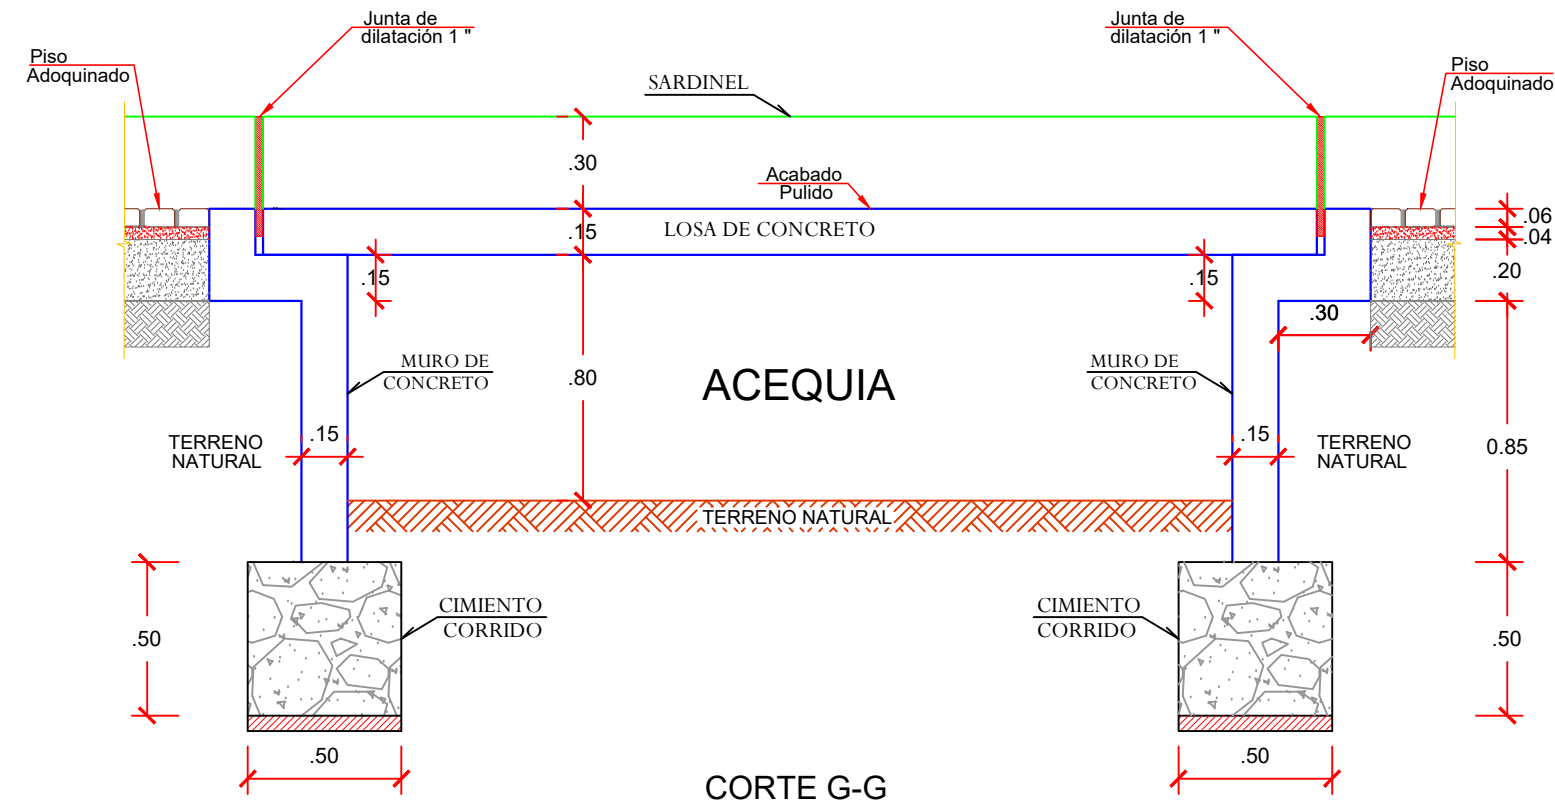 Junta de
dilatación 1 "
Junta de
dilatación 1 "
Piso
Adoquinado
SARDINEL
Piso
Adoquinado
.30
Acabado
Pulido
.15
LOSA DE CONCRETO
.06
.04
.15
.15
.20
.30
MURO DE
CONCRETO
.80
ACEQUIA
MURO DE
CONCRETO
TERRENO
NATURAL
.15
.15
TERRENO
NATURAL
0.85
TERRENO NATURAL
CIMIENTO
CORRIDO
CIMIENTO
CORRIDO
.50
.50
.50
.50
CORTE G-G